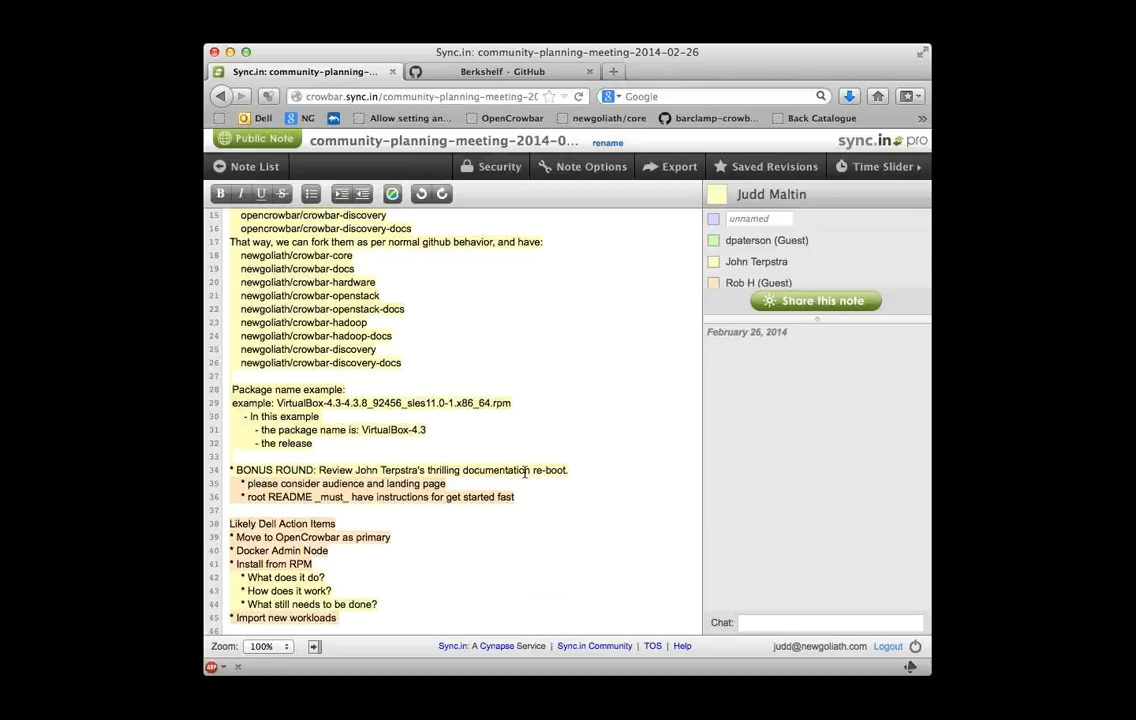 Sync.in: community-planning-meeting-2014-02-26
Sync.in: community-planning-...
Berkshelf - GitHub
crowbar.sync.in/community-planning-meeting-20
Google
Dell
NG
Allow setting an...
OpenCrowbar
newgoliath/core
barclamp-crowb...
Back Catalogue
Public Note
community-planning-meeting-2014-0...
rename
sync.in pro
Note List
Security
Note Options
Export
Saved Revisions
Time Slider
B I U S
Judd Maltin
unnamed
dpaterson (Guest)
John Terpstra
Rob H (Guest)
Share this note
February 26, 2014
15 opencrowbar/crowbar-discovery
16 opencrowbar/crowbar-discovery-docs
17 That way, we can fork them as per normal github behavior, and have:
18 newgoliath/crowbar-core
19 newgoliath/crowbar-docs
20 newgoliath/crowbar-hardware
21 newgoliath/crowbar-openstack
22 newgoliath/crowbar-openstack-docs
23 newgoliath/crowbar-hadoop
24 newgoliath/crowbar-hadoop-docs
25 newgoliath/crowbar-discovery
26 newgoliath/crowbar-discovery-docs
27
28 Package name example:
29 example: VirtualBox-4.3-4.3.8_92456_sles11.0-1.x86_64.rpm
30 - In this example
31 - the package name is: VirtualBox-4.3
32 - the release
33
34 * BONUS ROUND: Review John Terpstra's thrilling documentation re-boot.
35 * please consider audience and landing page
36 * root README _must_ have instructions for get started fast
37
38 Likely Dell Action Items
39 * Move to OpenCrowbar as primary
40 * Docker Admin Node
41 * Install from RPM
42 * What does it do?
43 * How does it work?
44 * What still needs to be done?
45 * Import new workloads
46
Chat:
Zoom: 100%
Sync.in: A Cynapse Service | Sync.in Community | TOS | Help
judd@newgoliath.com Logout
ABP